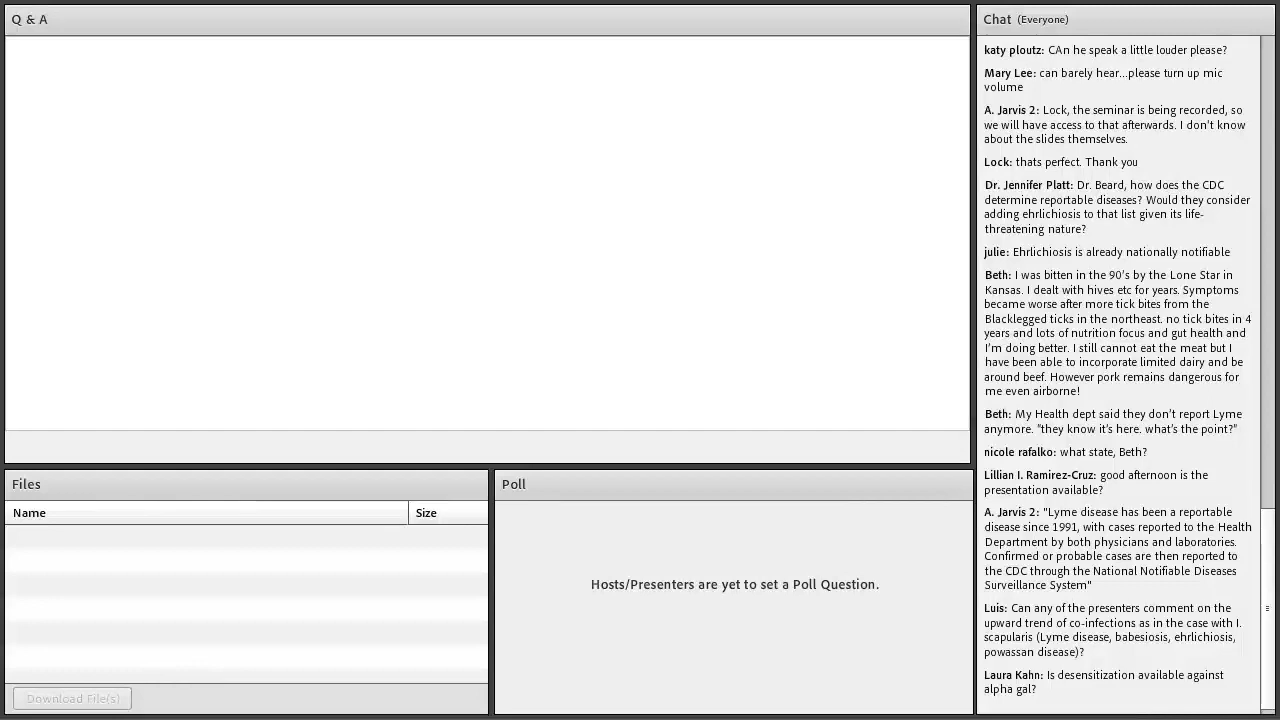 Q & A
Chat (Everyone)
katy ploutz: CAn he speak a little louder please?
Mary Lee: can barely hear...please turn up mic
volume
A. Jarvis 2: Lock, the seminar is being recorded, so
we will have access to that afterwards. I don't know
about the slides themselves.
Lock: thats perfect. Thank you
Dr. Jennifer Platt: Dr. Beard, how does the CDC
determine reportable diseases? Would they consider
adding ehrlichiosis to that list given its life-
threatening nature?
julie: Ehrlichiosis is already nationally notifiable
Beth: I was bitten in the 90's by the Lone Star in
Kansas. I dealt with hives etc for years. Symptoms
became worse after more tick bites from the
Blacklegged ticks in the northeast. no tick bites in 4
years and lots of nutrition focus and gut health and
I'm doing better. I still cannot eat the meat but I
have been able to incorporate limited dairy and be
around beef. However pork remains dangerous for
me even airborne!
Beth: My Health dept said they don't report Lyme
anymore. "they know it's here. what's the point?"
nicole rafalko: what state, Beth?
Lillian I. Ramirez-Cruz: good afternoon is the
presentation available?
A. Jarvis 2: "Lyme disease has been a reportable
disease since 1991, with cases reported to the Health
Department by both physicians and laboratories.
Confirmed or probable cases are then reported to
the CDC through the National Notifiable Diseases
Surveillance System"
Luis: Can any of the presenters comment on the
upward trend of co-infections as in the case with I.
scapularis (Lyme disease, babesiosis, ehrlichiosis,
powassan disease)?
Laura Kahn: Is desensitization available against
alpha gal?
Files
Name Size
Download File(s)
Poll
Hosts/Presenters are yet to set a Poll Question.